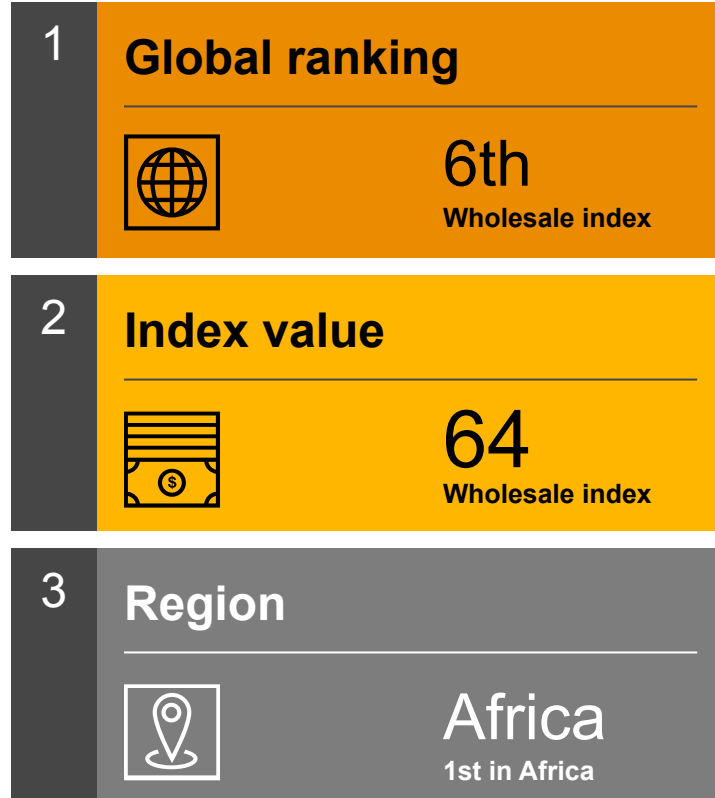 1
Global ranking
6th
Wholesale index
2
Index value
$
64
Wholesale index
3
Region
Africa
1st in Africa